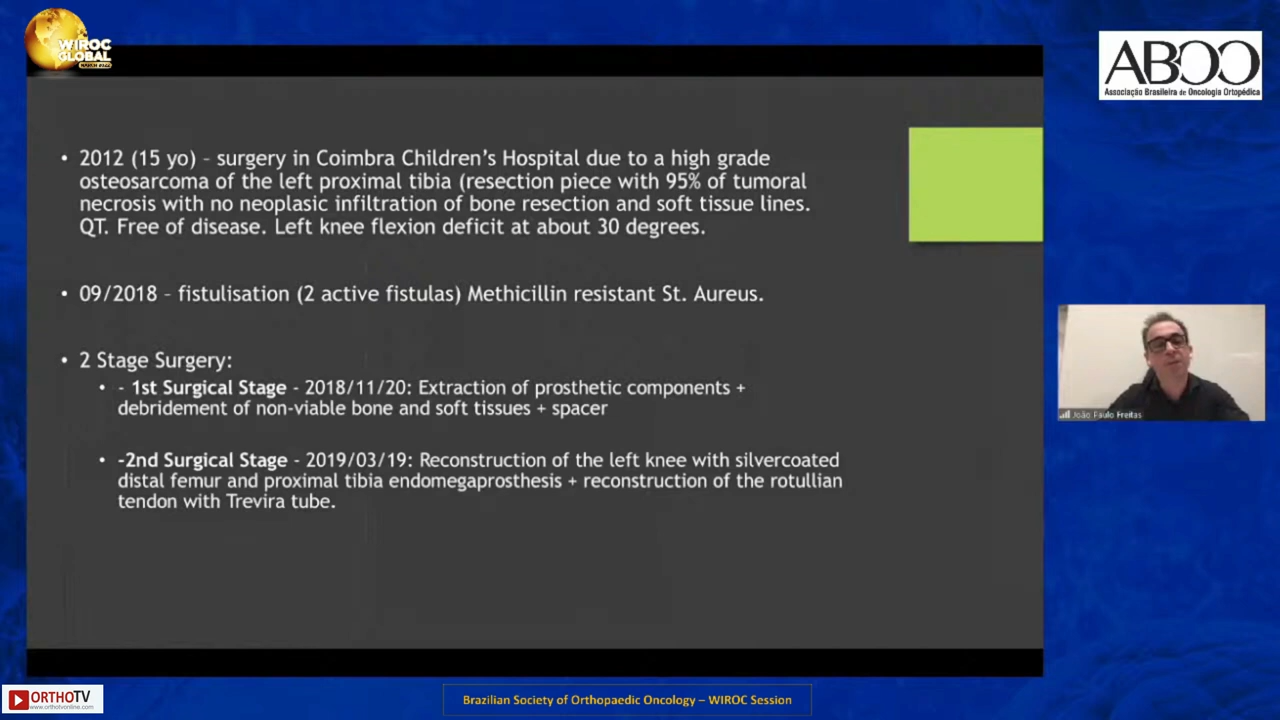 WIROC
GLOBAL
MARCH 2022
ABOO
Associação Brasileira de Oncologia Ortopédica
• 2012 (15 yo) – surgery in Coimbra Children's Hospital due to a high grade
osteosarcoma of the left proximal tibia (resection piece with 95% of tumoral
necrosis with no neoplasic infiltration of bone resection and soft tissue lines.
QT. Free of disease. Left knee flexion deficit at about 30 degrees.
• 09/2018 – fistulisation (2 active fistulas) Methicillin resistant St. Aureus.
• 2 Stage Surgery:
• - 1st Surgical Stage - 2018/11/20: Extraction of prosthetic components +
debridement of non-viable bone and soft tissues + spacer
• -2nd Surgical Stage - 2019/03/19: Reconstruction of the left knee with silvercoated
distal femur and proximal tibia endomegaprosthesis + reconstruction of the rotullian
tendon with Trevira tube.
João Paulo Freitas
ORTHOTV
www.orthotvonline.com
Brazilian Society of Orthopaedic Oncology – WIROC Session